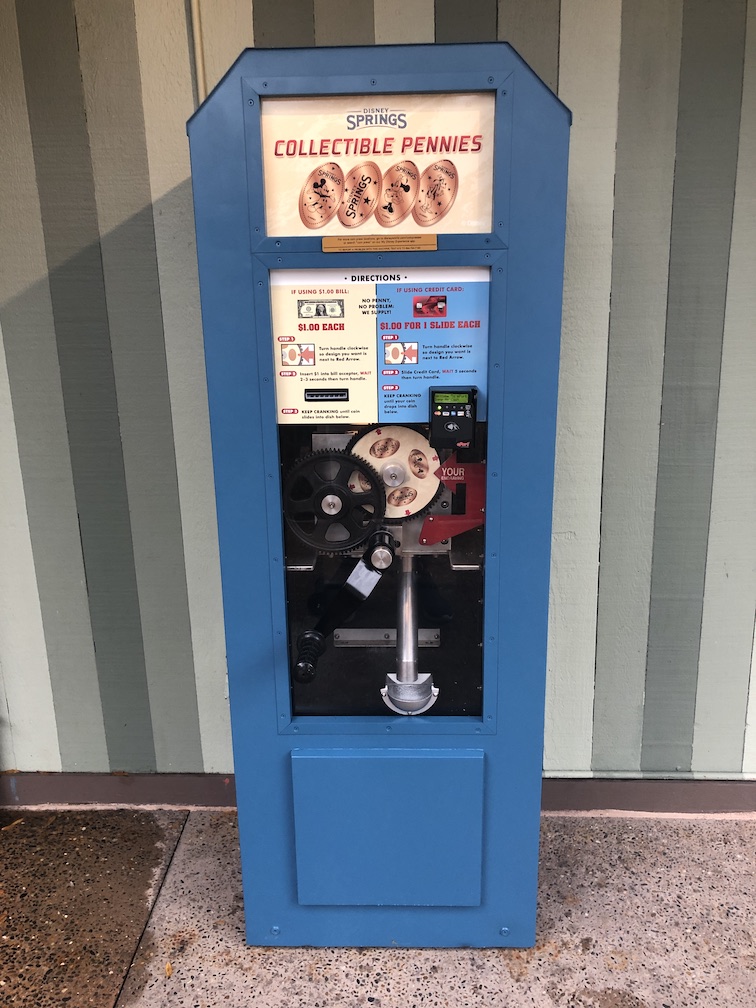 DISNEY
SPRINGS
COLLECTIBLE PENNIES
SPRINGS
SPRINGS
SPRINGS
SPRINGS
• DIRECTIONS •
IF USING $1.00 BILL:
$1.00 EACH
NO PENNY,
NO PROBLEM.
WE SUPPLY!
IF USING CREDIT CARD:
$1.00 FOR 1 SLIDE EACH
STEP 1
Turn handle clockwise
so design you want is
next to Red Arrow.
STEP 2 Insert $1 into bill acceptor, WAIT
2-3 seconds then turn handle.
STEP 3 KEEP CRANKING until coin
slides into dish below.
STEP 1
Turn handle clockwise
so design you want is
next to Red Arrow.
STEP 2 Slide Credit Card, WAIT 3 seconds
then turn handle.
STEP 3
KEEP CRANKING
until your coin
drops into dish
below.
YOUR